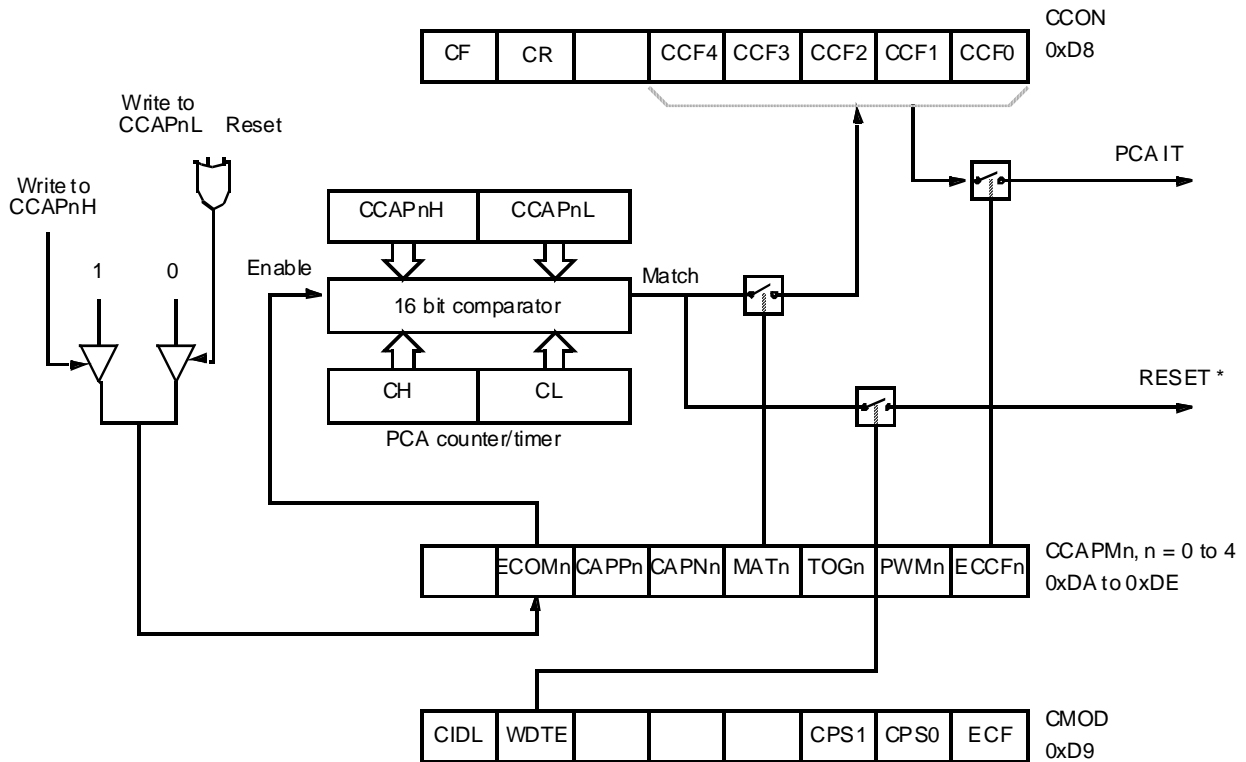 CCON
0xD8
CF CR CCF4 CCF3 CCF2 CCF1 CCF0
Write to
CCAPnL Reset
Write to
CCAPnH
PCA IT
CCAPnH CCAPnL
1 0 Enable
Match
16 bit comparator
CH CL
RESET *
PCA counter/timer
ECOMn CAPPn CAPNn MATn TOGn PWMn ECCFn
CCAPMn, n = 0 to 4
0xDA to 0xDE
CIDL WDTE CPS1 CPS0 ECF
CMOD
0xD9